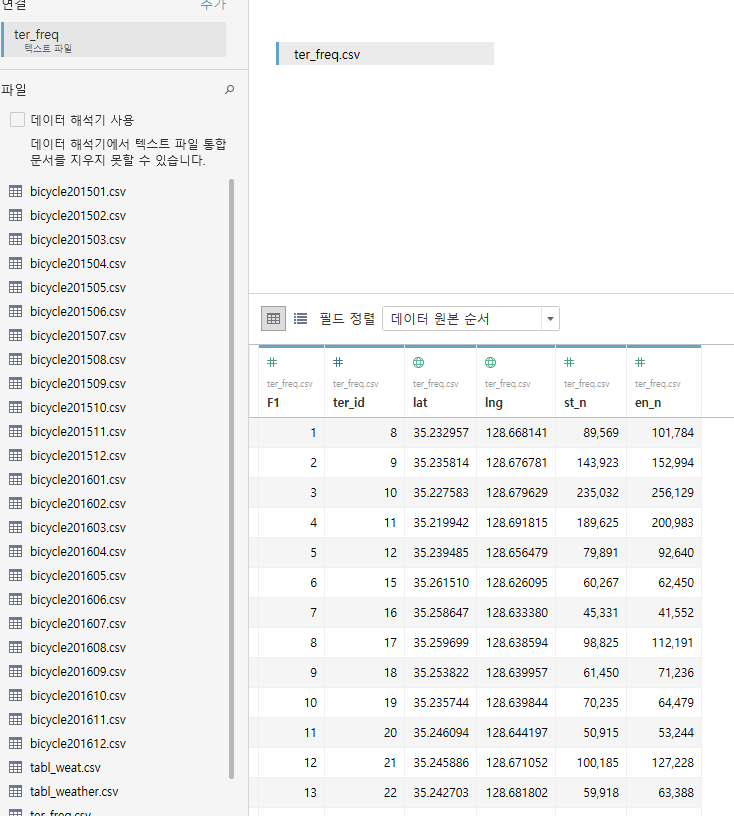 연결 추가
ter_freq
텍스트 파일
파일
데이터 해석기 사용
데이터 해석기에서 텍스트 파일 통합
문서를 지우지 못할 수 있습니다.
bicycle201501.csv
bicycle201502.csv
bicycle201503.csv
bicycle201504.csv
bicycle201505.csv
bicycle201506.csv
bicycle201507.csv
bicycle201508.csv
bicycle201509.csv
bicycle201510.csv
bicycle201511.csv
bicycle201512.csv
bicycle201601.csv
bicycle201602.csv
bicycle201603.csv
bicycle201604.csv
bicycle201605.csv
bicycle201606.csv
bicycle201607.csv
bicycle201608.csv
bicycle201609.csv
bicycle201610.csv
bicycle201611.csv
bicycle201612.csv
tabl_weat.csv
tabl_weather.csv
ter_freq.csv
ter_freq.csv
필드 정렬 데이터 원본 순서
ter_freq.csv ter_freq.csv ter_freq.csv ter_freq.csv ter_freq.csv ter_freq.csv
F1 ter_id lat lng st_n en_n
1 8 35.232957 128.668141 89,569 101,784
2 9 35.235814 128.676781 143,923 152,994
3 10 35.227583 128.679629 235,032 256,129
4 11 35.219942 128.691815 189,625 200,983
5 12 35.239485 128.656479 79,891 92,640
6 15 35.261510 128.626095 60,267 62,450
7 16 35.258647 128.633380 45,331 41,552
8 17 35.259699 128.638594 98,825 112,191
9 18 35.253822 128.639957 61,450 71,236
10 19 35.235744 128.639844 70,235 64,479
11 20 35.246094 128.644197 50,915 53,244
12 21 35.245886 128.671052 100,185 127,228
13 22 35.242703 128.681802 59,918 63,388